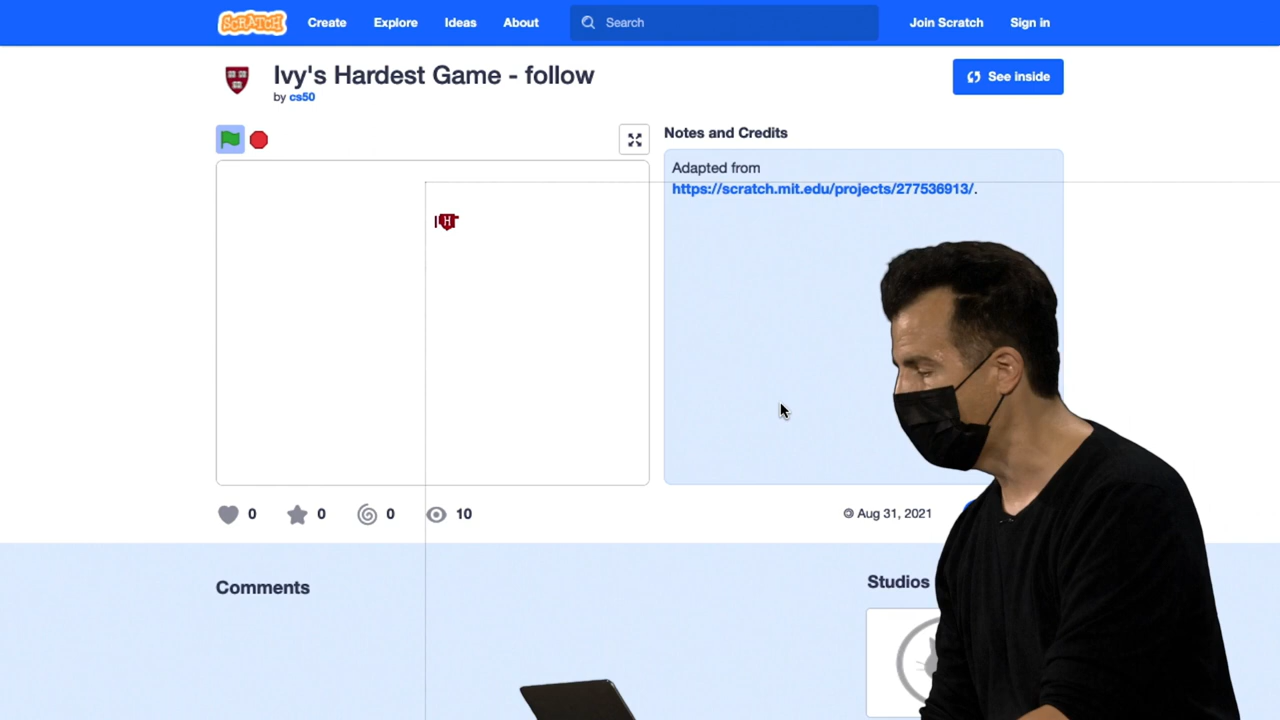 SCRATCH
Create
Explore
Ideas
About
Search
Join Scratch
Sign in
Ivy's Hardest Game - follow
by cs50
See inside
Notes and Credits
Adapted from
https://scratch.mit.edu/projects/277536913/.
H
0
0
0
10
© Aug 31, 2021
Comments
Studios